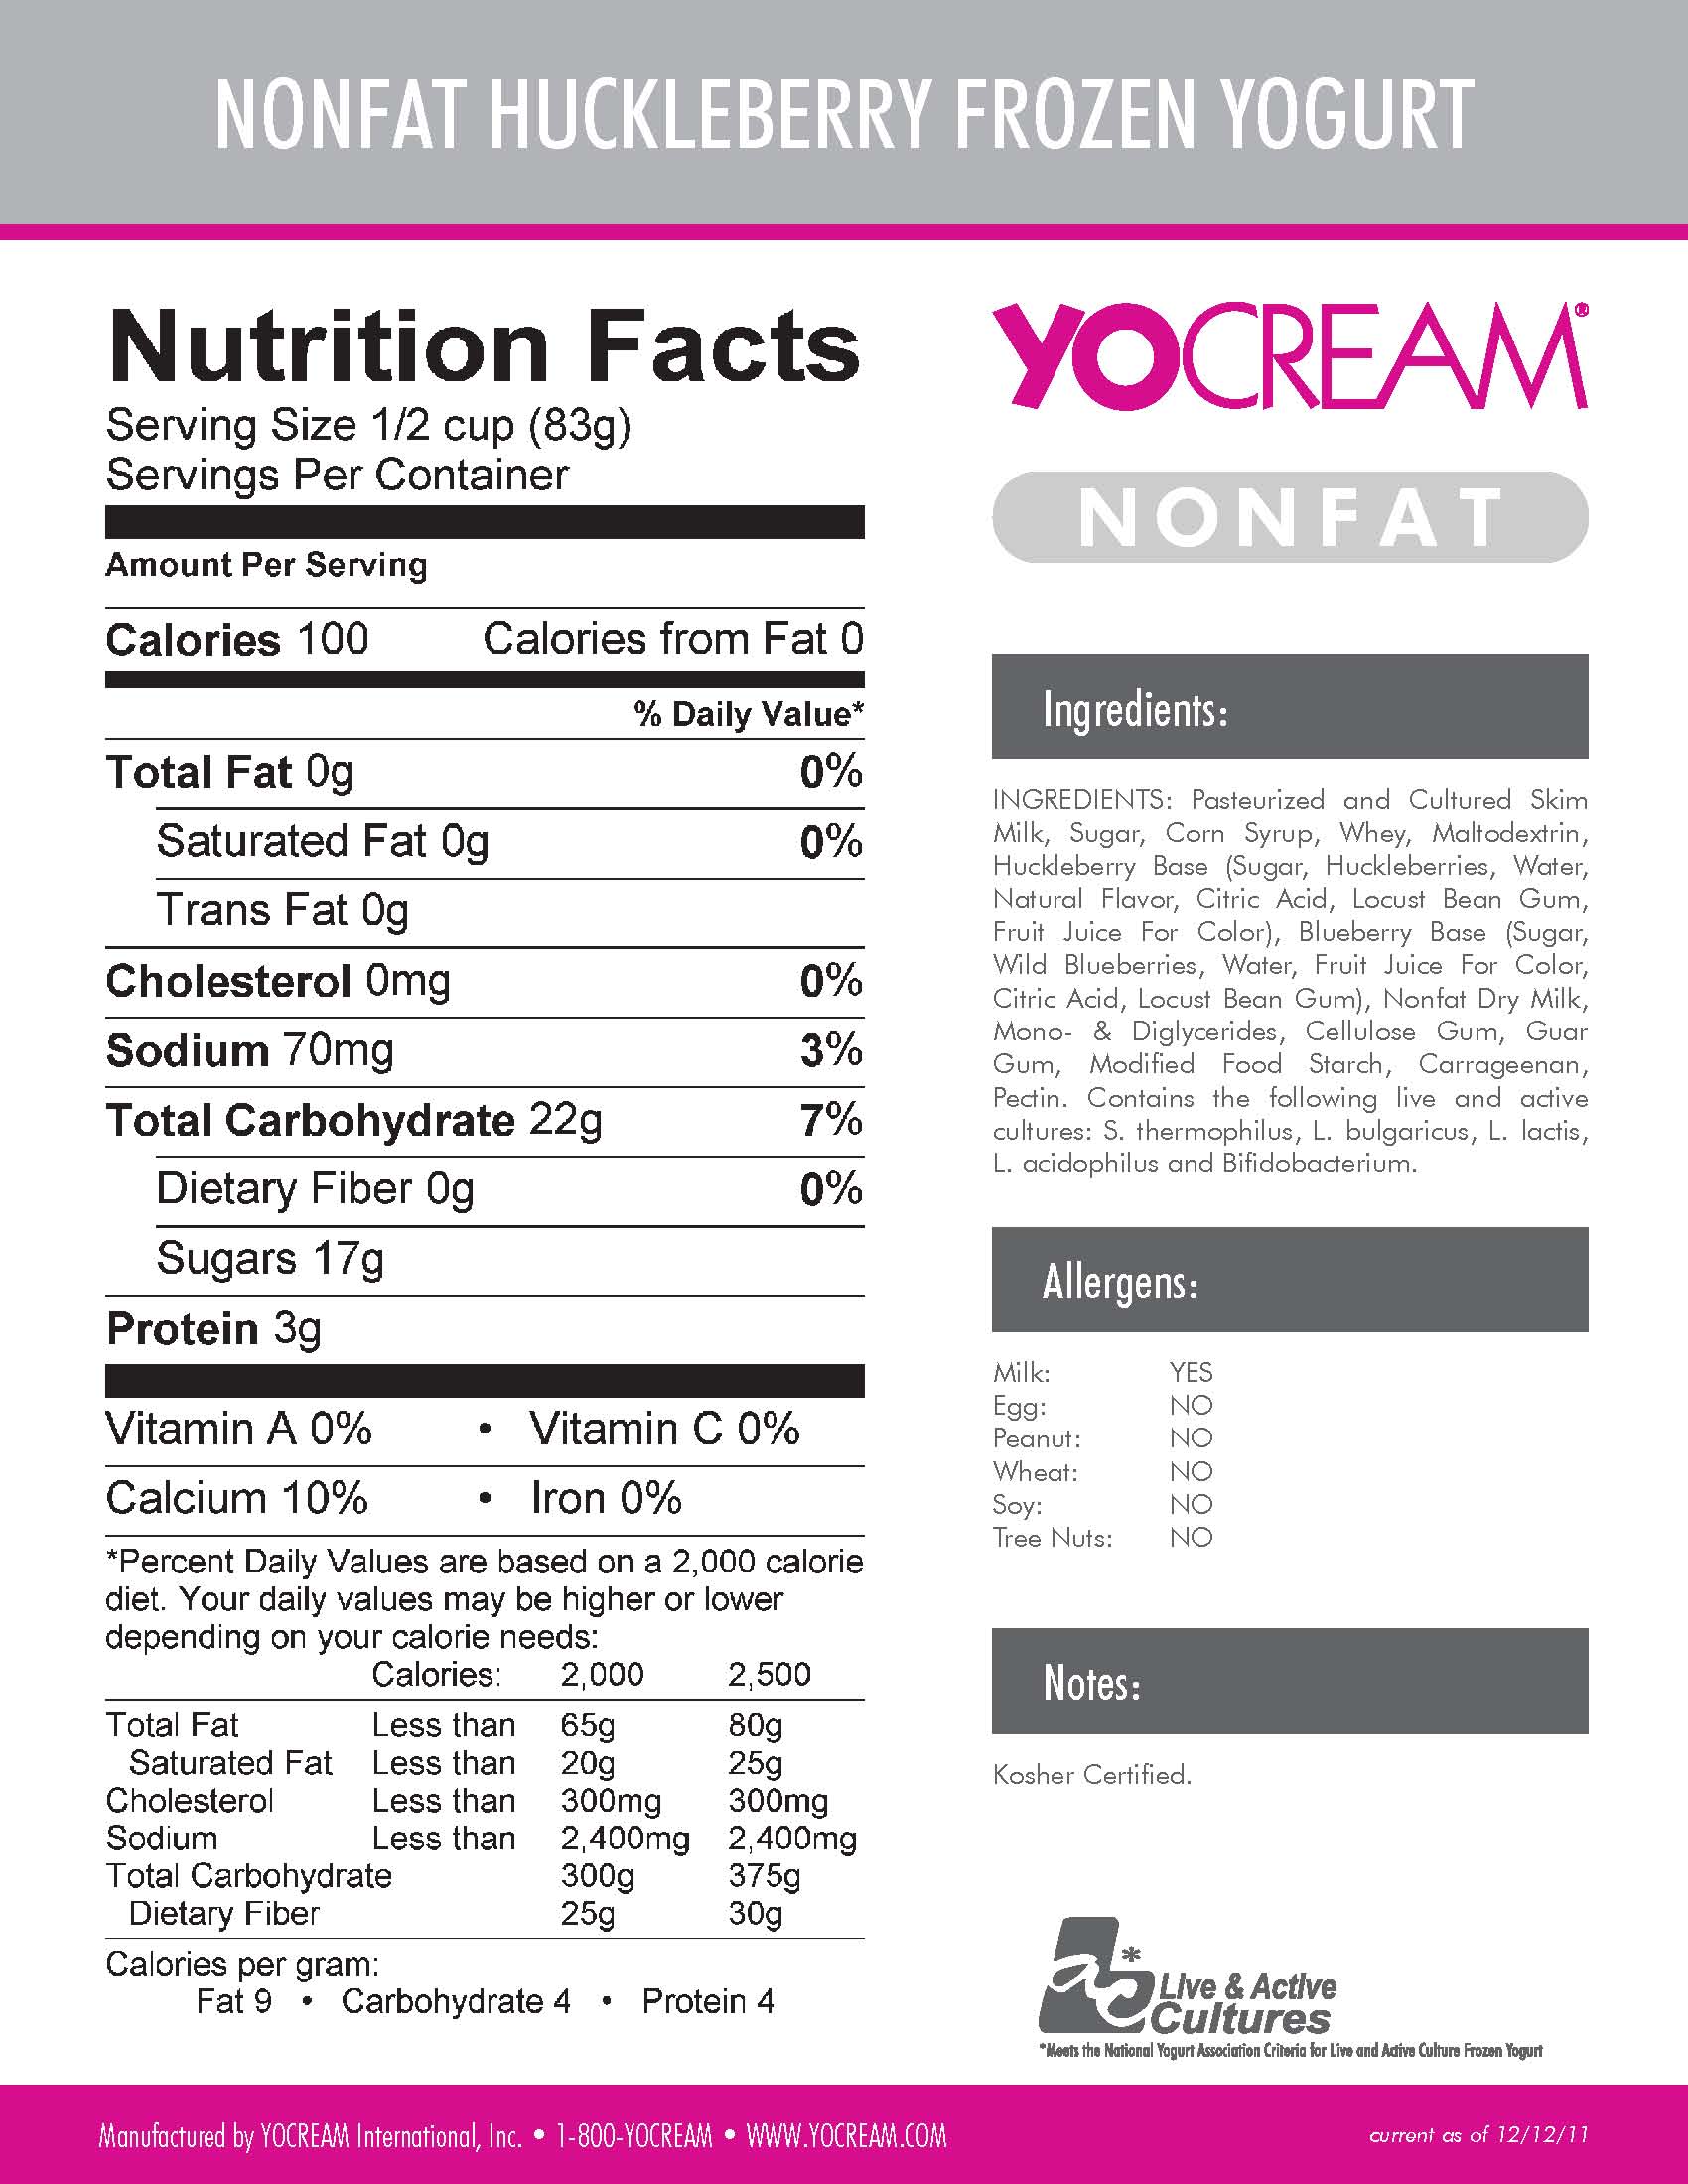 NONFAT HUCKLEBERRY FROZEN YOGURT
Nutrition Facts
Serving Size 1/2 cup (83g)
Servings Per Container
Amount Per Serving
Calories 100 Calories from Fat 0
% Daily Value*
Total Fat 0g 0%
Saturated Fat 0g 0%
Trans Fat 0g
Cholesterol 0mg 0%
Sodium 70mg 3%
Total Carbohydrate 22g 7%
Dietary Fiber 0g 0%
Sugars 17g
Protein 3g
Vitamin A 0% • Vitamin C 0%
Calcium 10% • Iron 0%
*Percent Daily Values are based on a 2,000 calorie
diet. Your daily values may be higher or lower
depending on your calorie needs:
Calories: 2,000 2,500
Total Fat Less than 65g 80g
Saturated Fat Less than 20g 25g
Cholesterol Less than 300mg 300mg
Sodium Less than 2,400mg 2,400mg
Total Carbohydrate 300g 375g
Dietary Fiber 25g 30g
Calories per gram:
Fat 9 • Carbohydrate 4 • Protein 4
YOCREAM®
NONFAT
Ingredients:
INGREDIENTS: Pasteurized and Cultured Skim
Milk, Sugar, Corn Syrup, Whey, Maltodextrin,
Huckleberry Base (Sugar, Huckleberries, Water,
Natural Flavor, Citric Acid, Locust Bean Gum,
Fruit Juice For Color), Blueberry Base (Sugar,
Wild Blueberries, Water, Fruit Juice For Color,
Citric Acid, Locust Bean Gum), Nonfat Dry Milk,
Mono- & Diglycerides, Cellulose Gum, Guar
Gum, Modified Food Starch, Carrageenan,
Pectin. Contains the following live and active
cultures: S. thermophilus, L. bulgaricus, L. lactis,
L. acidophilus and Bifidobacterium.
Allergens:
Milk: YES
Egg: NO
Peanut: NO
Wheat: NO
Soy: NO
Tree Nuts: NO
Notes:
Kosher Certified.
ac* Live & Active
Cultures
*Meets the National Yogurt Association Criteria for Live and Active Culture Frozen Yogurt
Manufactured by YOCREAM International, Inc. • 1-800-YOCREAM • WWW.YOCREAM.COM
current as of 12/12/11